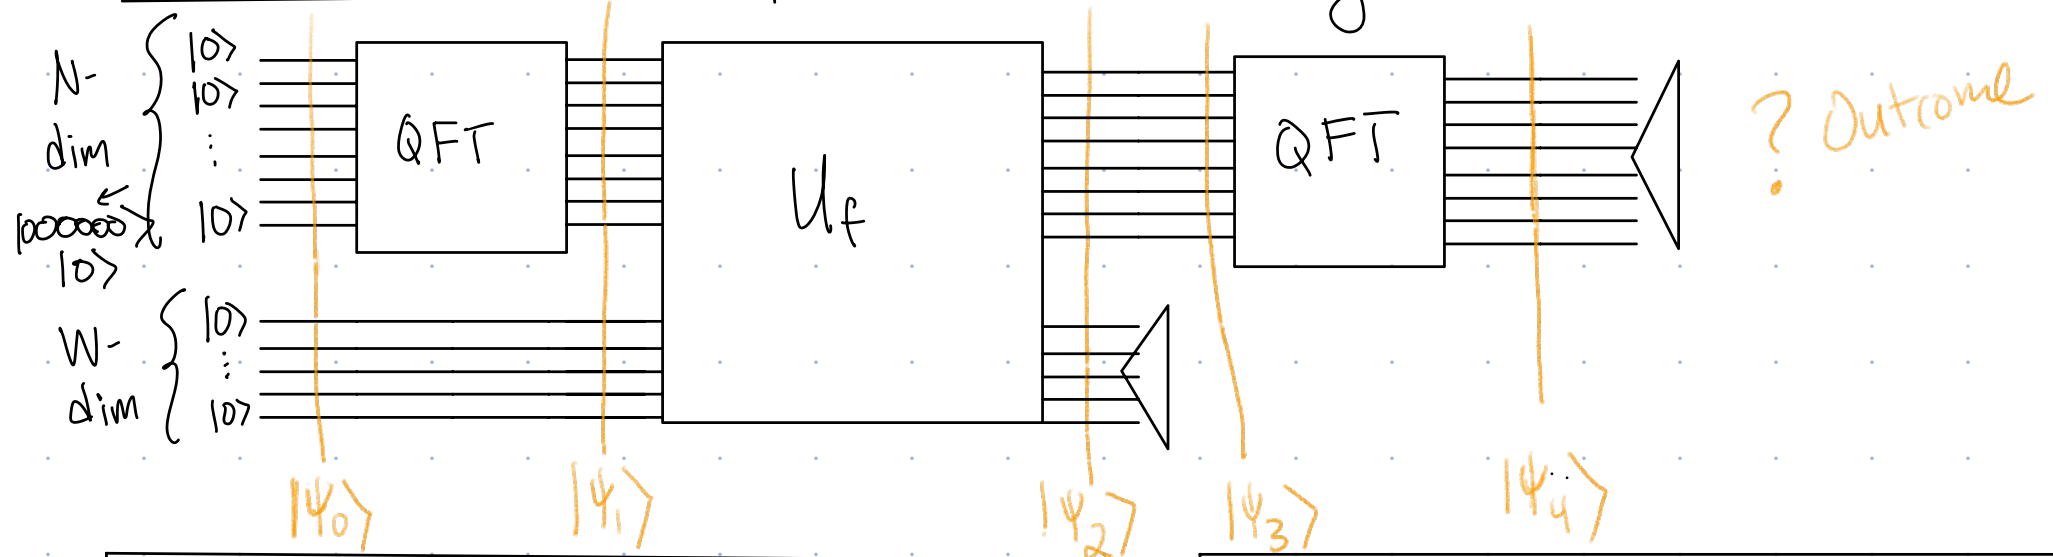 N-
dim
|000000>
|0>
|0>
|0>
⋮
|0>
W-
dim
|0>
⋮
|0>
QFT
U_f
QFT
? Outcome
|ψ₀⟩
|ψ₁⟩
|ψ₂⟩
|ψ₃⟩
|ψ₄⟩